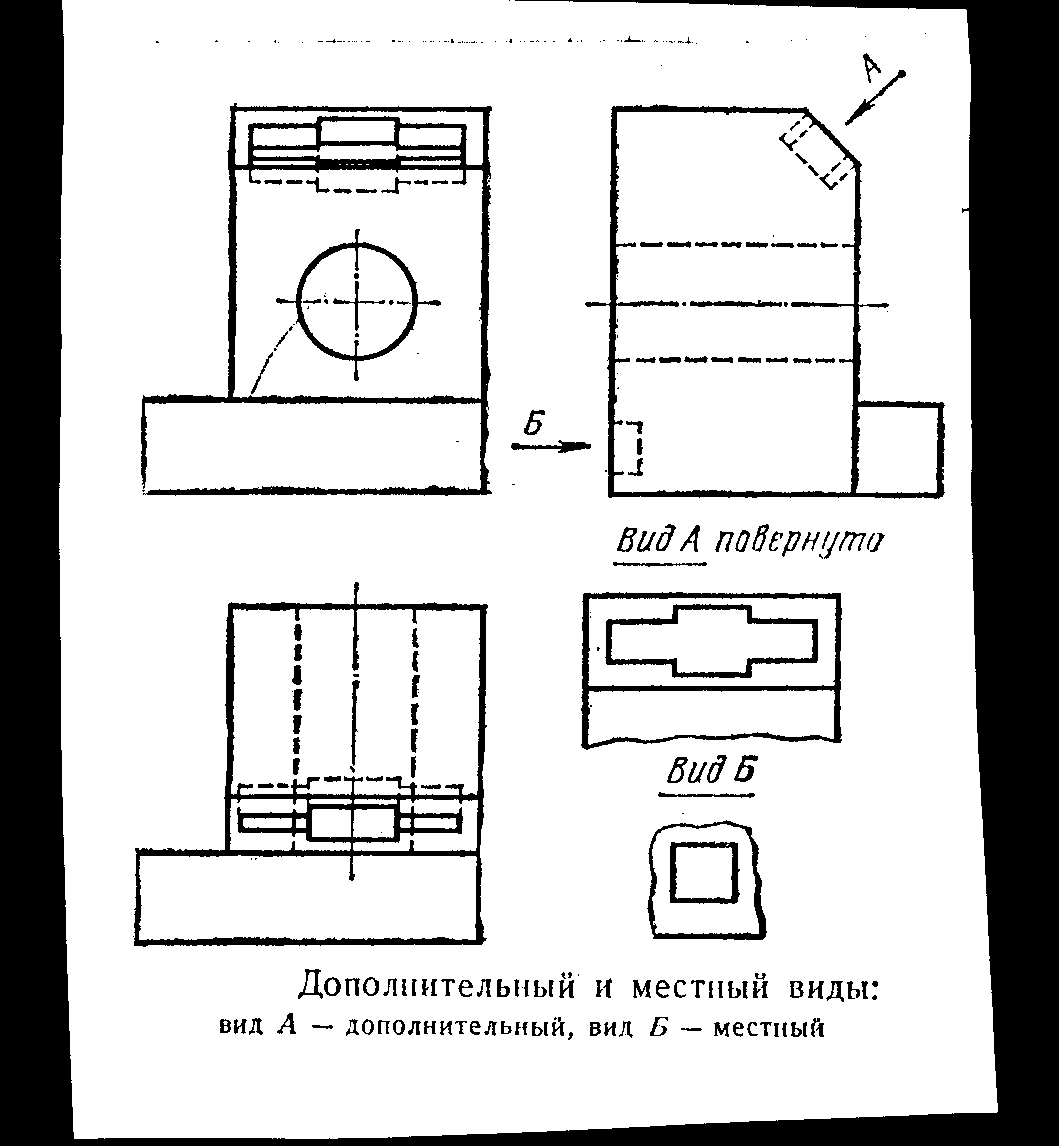 А
Б
Вид А повернуто
Вид Б
Дополнительный и местный виды:
вид А — дополнительный, вид Б — местный